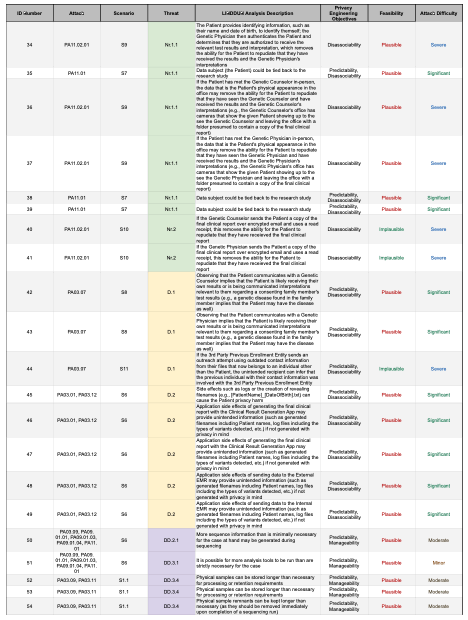 ID Number	Attack	Scenario	Threat	LINDDUN Analysis Description	Privacy Engineering Objectives	Feasibility	Attack Difficulty
34	PA11.02.01	S9	Nr.1.1	The Patient provides identifying information, such as their name and date of birth, to identify themself; the Genetic Physician then authenticates the Patient and determines that they are authorized to receive the relevant test results and interpretation, which removes the ability for the Patient to repudiate that they have received the results and the Genetic Physician's interpretations	Disassociability	Plausible	Severe
35	PA11.01	S7	Nr.1.1	Data subject (the Patient) could be tied back to the research study	Predictability, Disassociability	Plausible	Significant
36	PA11.02.01	S9	Nr.1.1	If the Patient has met the Genetic Counselor in-person, the data that is the Patient's physical appearance in the office may remove the ability for the Patient to repudiate that they have seen the Genetic Counselor and have received the results and the Genetic Counselor's interpretations (e.g., the Genetic Counselor's office has cameras that show the given Patient showing up to the see the Genetic Counselor and leaving the office with a folder presumed to contain a copy of the final clinical report)	Disassociability	Plausible	Severe
37	PA11.02.01	S9	Nr.1.1	If the Patient has met the Genetic Physician in-person, the data that is the Patient's physical appearance in the office may remove the ability for the Patient to repudiate that they have seen the Genetic Physician and have received the results and the Genetic Physician's interpretations (e.g., the Genetic Physician's office has cameras that show the given Patient showing up to the see the Genetic Physician and leaving the office with a folder presumed to contain a copy of the final clinical report)	Disassociability	Plausible	Severe
38	PA11.01	S7	Nr.1.1	Data subject could be tied back to the research study	Predictability, Disassociability	Plausible	Significant
39	PA11.01	S7	Nr.1.1	Data subject could be tied back to the research study	Predictability, Disassociability	Plausible	Significant
40	PA11.02.01	S10	Nr.2	If the Genetic Counselor sends the Patient a copy of the final clinical report over encrypted email and uses a read receipt, this removes the ability for the Patient to repudiate that they have received the final clinical report	Disassociability	Implausible	Severe
41	PA11.02.01	S10	Nr.2	If the Genetic Physician sends the Patient a copy of the final clinical report over encrypted email and uses a read receipt, this removes the ability for the Patient to repudiate that they have received the final clinical report	Disassociability	Implausible	Severe
42	PA03.07	S8	D.1	Observing that the Patient communicates with a Genetic Counselor implies that the Patient is likely receiving their own results or is being communicated interpretations relevant to them regarding a consenting family member's test results (e.g., a genetic disease found in the family member implies that the Patient may have the disease as well)	Predictability, Disassociability	Plausible	Significant
43	PA03.07	S8	D.1	Observing that the Patient communicates with a Genetic Physician implies that the Patient is likely receiving their own results or is being communicated interpretations relevant to them regarding a consenting family member's test results (e.g., a genetic disease found in the family member implies that the Patient may have the disease as well)	Predictability, Disassociability	Plausible	Significant
44	PA03.07	S11	D.1	If the 3rd Party Previous Enrollment Entity sends an outreach attempt using outdated contact information from their files that now belongs to an individual other than the Patient, the unintended recipient can infer that the previous individual with their contact information was involved with the 3rd Party Previous Enrollment Entity	Predictability, Disassociability	Implausible	Severe
45	PA03.01, PA03.12	S6	D.2	Side effects such as logs or the creation of revealing filenames (e.g., [PatientName]_[DateOfBirth].txt) can cause the Patient privacy harm	Predictability, Disassociability	Plausible	Significant
46	PA03.01, PA03.12	S6	D.2	Application side effects of generating the final clinical report with the Clinical Result Generation App may provide unintended information (such as generated filenames including Patient names, log files including the types of variants detected, etc.) if not generated with privacy in mind	Predictability, Disassociability	Plausible	Significant
47	PA03.01, PA03.12	S6	D.2	Application side effects of generating the final clinical report with the Clinical Result Generation App may provide unintended information (such as generated filenames including Patient names, log files including the types of variants detected, etc.) if not generated with privacy in mind	Predictability, Disassociability	Plausible	Significant
48	PA03.01, PA03.12	S6	D.2	Application side effect of sending data to the External EMR may provide unintended information (such as generated filenames including Patient names, log files including the types of variants detected, etc.) if not generated with privacy in mind	Predictability, Disassociability	Plausible	Significant
49	PA03.01, PA03.12	S6	D.2	Application side effect of sending data to the internal EMR may provide unintended information (such as generated filenames including Patient names, log files including the types of variants detected, etc.) if not generated with privacy in mind	Predictability, Disassociability	Plausible	Significant
50	PA03.09, PA09.01.01, PA09.01.03, PA09.01.04, PA11.01	S6	DD.2.1	More sequence information than is minimally necessary for the case at hand may be generated during sequencing	Predictability, Manageability	Plausible	Moderate
51	PA03.09, PA09.01.01, PA09.01.03, PA09.01.04, PA11.01	S6	DD.3.1	It is possible for more analysis tools to be run than are strictly necessary for the case	Predictability, Manageability	Plausible	Minor
52	PA03.09, PA03.11	S1.1	DD.3.4	Physical samples can be stored longer than necessary for processing or retention requirements	Predictability, Manageability	Plausible	Moderate
53	PA03.09, PA03.11	S1.1	DD.3.4	Physical samples can be stored longer than necessary for processing or retention requirements	Predictability, Manageability	Plausible	Moderate
54	PA03.09, PA03.11	S1.1	DD.3.4	Physical sample remnants can be kept longer than necessary (as they should be removed immediately upon completion of a sequencing run)	Predictability, Manageability	Plausible	Moderate